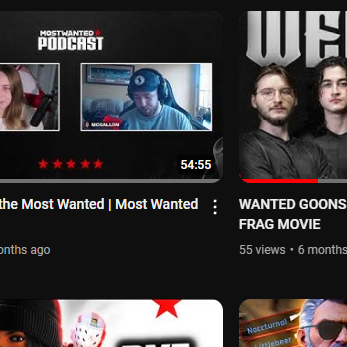 MOSTWANTED
PODCAST
WE
MCGALLON
54:55
the Most Wanted | Most Wanted
WANTED GOONS
FRAG MOVIE
onths ago
55 views • 6 months
Nocturnal
Littlebeer